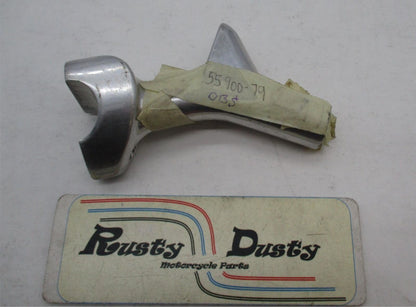 55900-79
OBS
Rusty Dusty
Motorcycle Parts